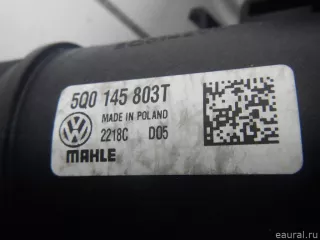 5Q0 145 803T
MADE IN POLAND
2218C D05
MAHLE
© eaural.ru